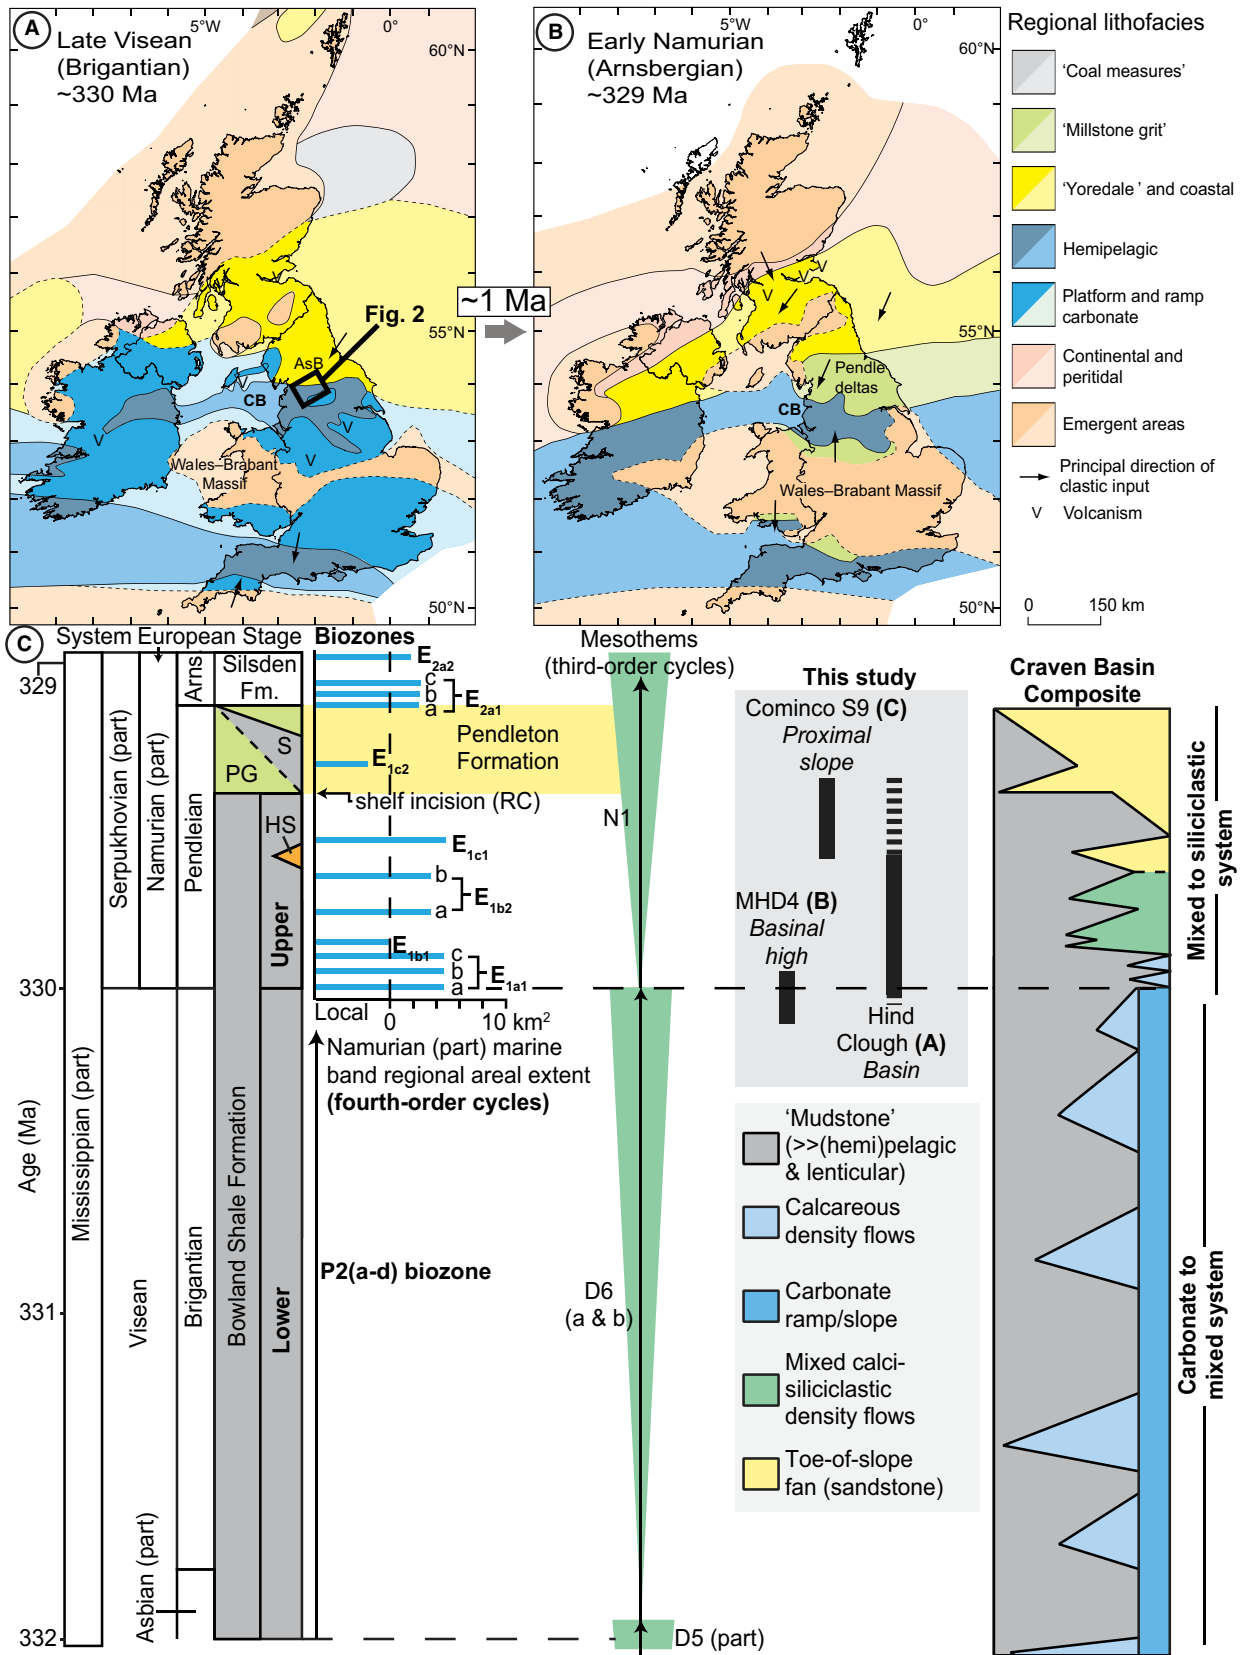 A
Late Visean
(Brigantian)
~330 Ma
5°W
0°
60°N
55°N
50°N
Fig. 2
AsB
CB
V
V
V
V
V
Wales–Brabant
Massif
~1 Ma
B
Early Namurian
(Arnsbergian)
~329 Ma
5°W
0°
60°N
55°N
50°N
V
V
V
Pendle
deltas
CB
Wales–Brabant Massif
Regional lithofacies
‘Coal measures’
‘Millstone grit’
‘Yoredale ’ and coastal
Hemipelagic
Platform and ramp
carbonate
Continental and
peritidal
Emergent areas
Principal direction of
clastic input
V Volcanism
0 150 km
C
System European Stage
Biozones
Mesothems
(third-order cycles)
This study
Craven Basin
Composite
Age (Ma)
329
330
331
332
Mississippian (part)
Serpukhovian (part)
Namurian (part)
Visean
Arns.
Pendleian
Brigantian
Asbian (part)
Silsden
Fm.
S
PG
HS
Bowland Shale Formation
Upper
Lower
E2a2
c
b
a
E2a1
E1c2
shelf incision (RC)
E1c1
b
a
E1b2
E1b1
c
b
a
E1a1
Pendleton
Formation
Local
0
10 km²
Namurian (part) marine
band regional areal extent
(fourth-order cycles)
P2(a-d) biozone
N1
D6
(a & b)
D5 (part)
Cominco S9 (C)
Proximal
slope
MHD4 (B)
Basinal
high
Hind
Clough (A)
Basin
‘Mudstone’
(>>(hemi)pelagic
& lenticular)
Calcareous
density flows
Carbonate
ramp/slope
Mixed calci-
siliciclastic
density flows
Toe-of-slope
fan (sandstone)
Mixed to siliciclastic
system
Carbonate to
mixed system